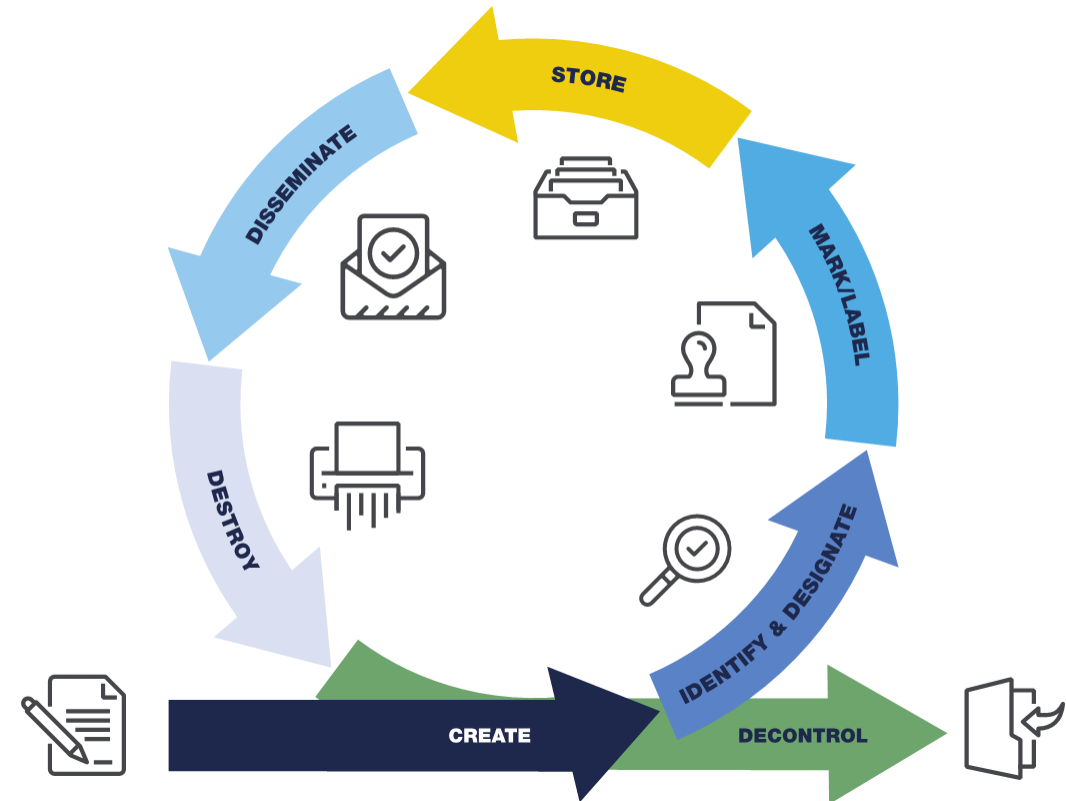 STORE
DISSEMINATE
MARK/LABEL
DESTROY
IDENTIFY & DESIGNATE
CREATE
DECONTROL